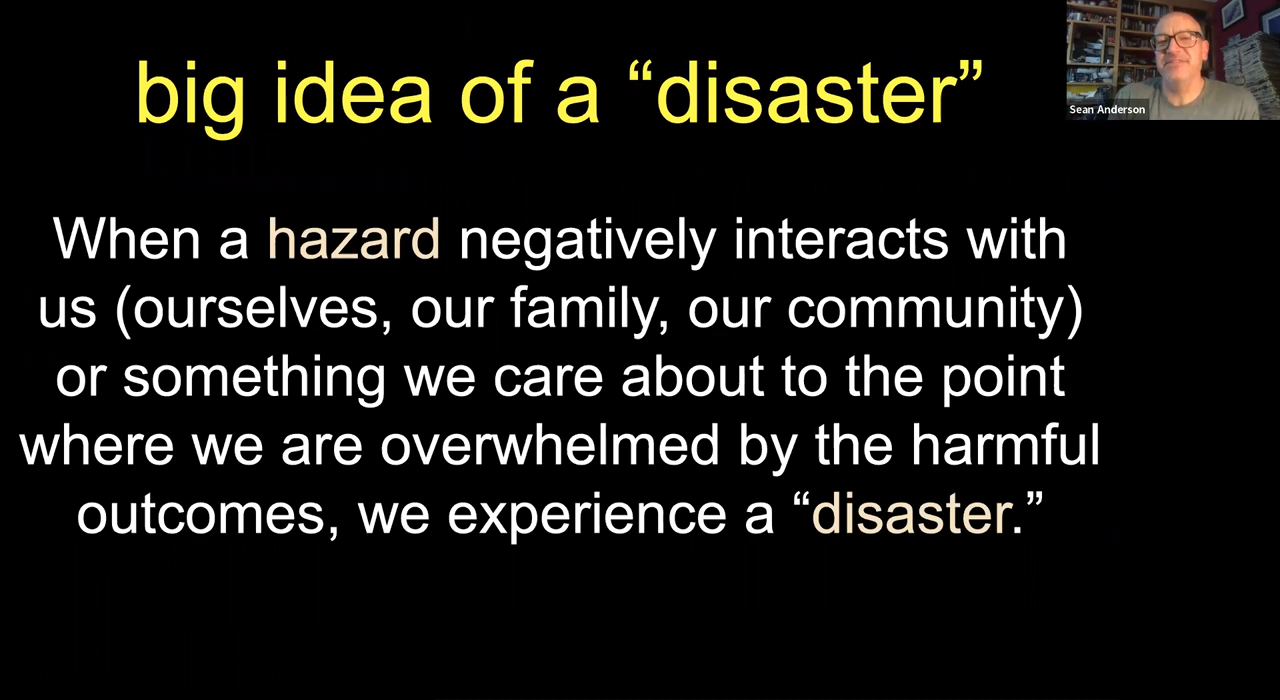 big idea of a “disaster”
Sean Anderson
When a hazard negatively interacts with
us (ourselves, our family, our community)
or something we care about to the point
where we are overwhelmed by the harmful
outcomes, we experience a “disaster.”